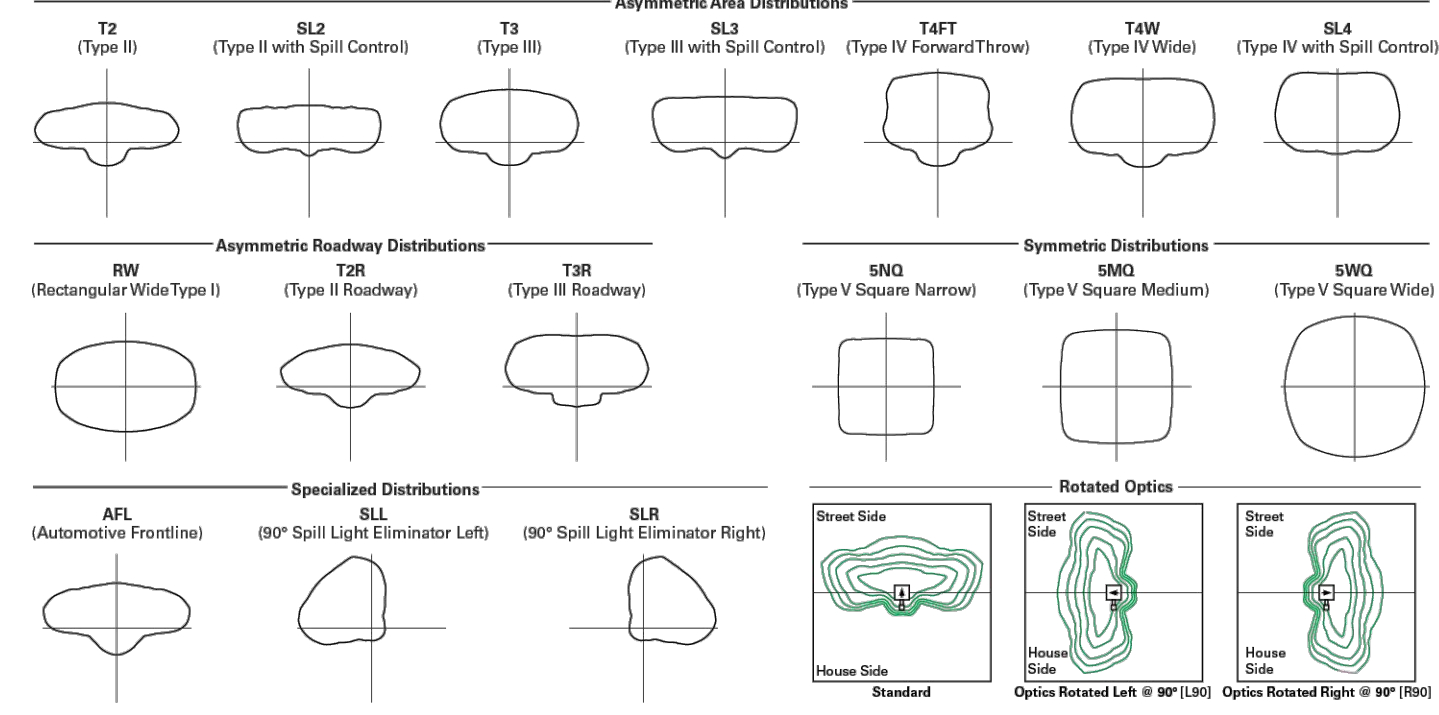 Asymmetric Area Distributions
T2
(Type II)
SL2
(Type II with Spill Control)
T3
(Type III)
SL3
(Type III with Spill Control)
T4FT
(Type IV Forward Throw)
T4W
(Type IV Wide)
SL4
(Type IV with Spill Control)
Asymmetric Roadway Distributions
RW
(Rectangular Wide Type I)
T2R
(Type II Roadway)
T3R
(Type III Roadway)
Symmetric Distributions
5NQ
(Type V Square Narrow)
5MQ
(Type V Square Medium)
5WQ
(Type V Square Wide)
Specialized Distributions
AFL
(Automotive Frontline)
SLL
(90° Spill Light Eliminator Left)
SLR
(90° Spill Light Eliminator Right)
Rotated Optics
Street Side
House Side
Standard
Street
Side
House
Side
Optics Rotated Left @ 90° [L90]
Street
Side
House
Side
Optics Rotated Right @ 90° [R90]